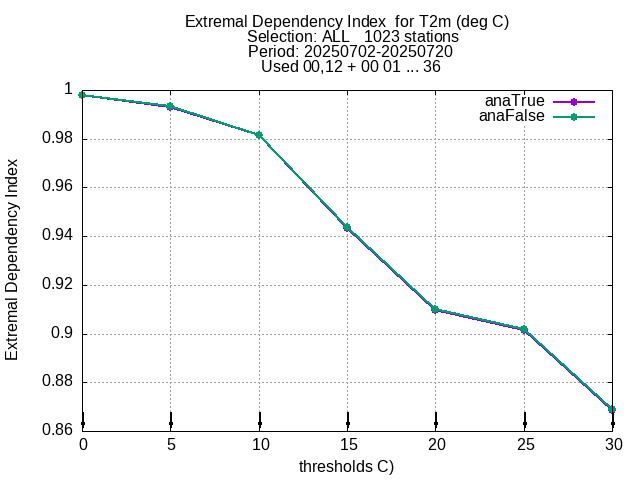 Extremal Dependency Index  for T2m (deg C)
Selection: ALL   1023 stations
Period: 20250702-20250720
Used 00,12 + 00 01 ... 36
anaTrue
anaFalse
Extremal Dependency Index
1
0.98
0.96
0.94
0.92
0.9
0.88
0.86
0 5 10 15 20 25 30
thresholds C)